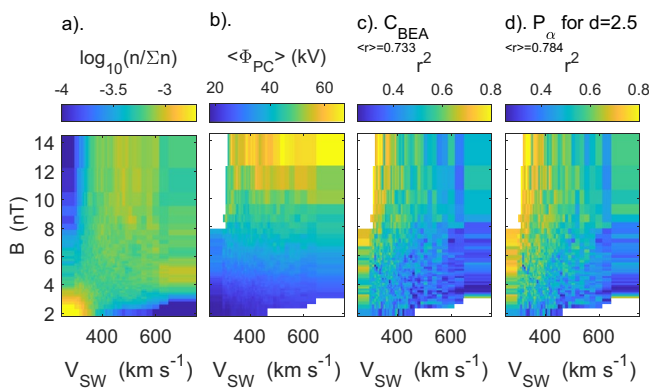 a).
b).
c). C_BEA
d). P_α for d=2.5
<r>=0.733
<r>=0.784
log₁₀(n/Σn)
<Φ_PC> (kV)
r²
r²
-4 -3.5 -3
20 40 60
0.4 0.6 0.8
0.4 0.6 0.8
14
12
10
8
6
4
2
B (nT)
400 600
400 600
400 600
400 600
V_SW (km s⁻¹)
V_SW (km s⁻¹)
V_SW (km s⁻¹)
V_SW (km s⁻¹)